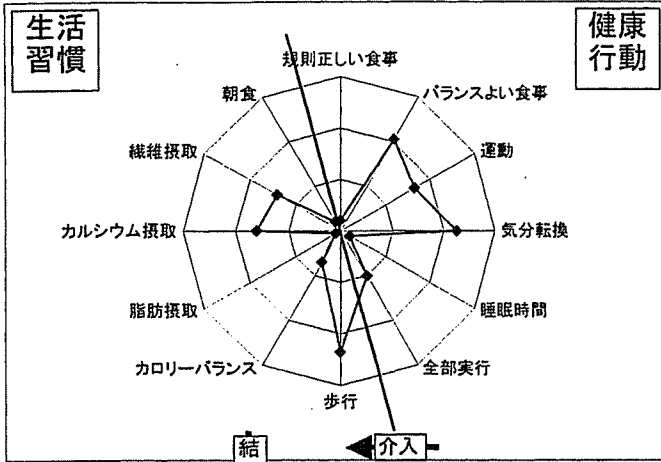 生活
習慣
健康
行動
規則正しい食事
朝食
バランスよい食事
繊維摂取
運動
カルシウム摂取
気分転換
脂肪摂取
睡眠時間
カロリーバランス
全部実行
歩行
結
介入